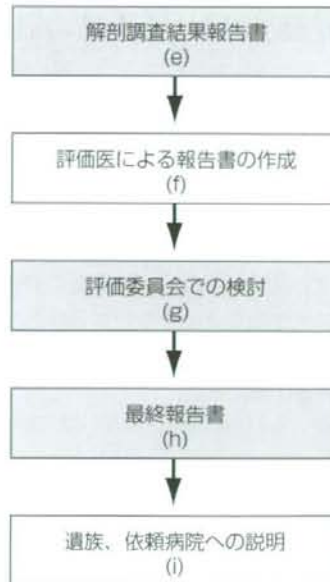 解剖調査結果報告書
(e)
評価医による報告書の作成
(f)
評価委員会での検討
(g)
最終報告書
(h)
遺族、依頼病院への説明
(i)